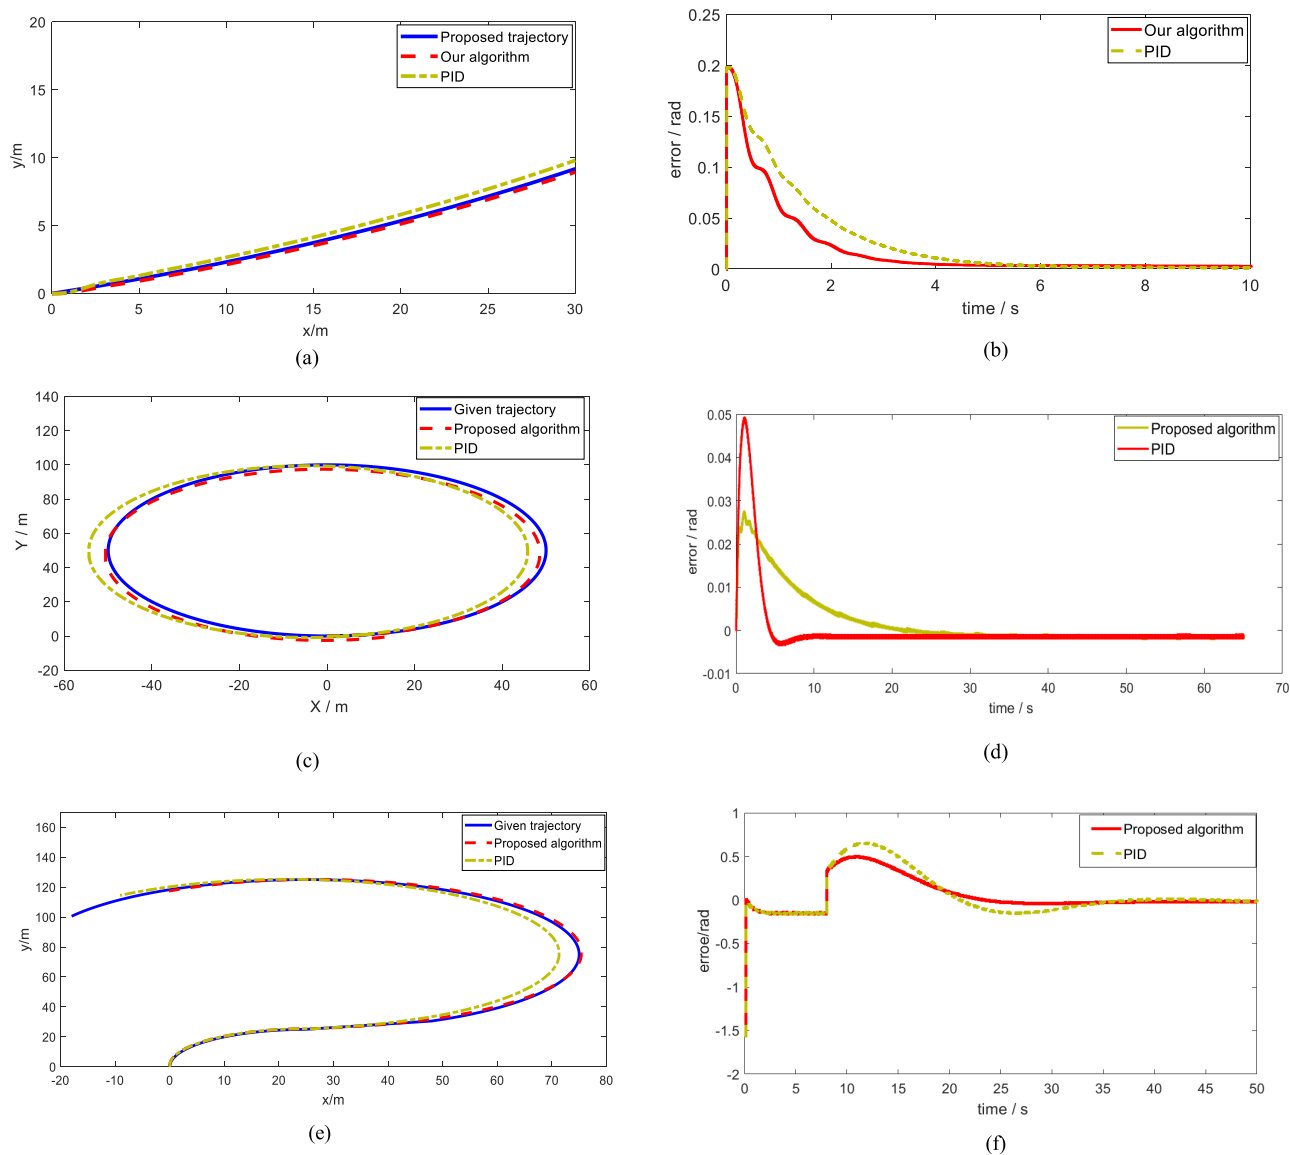 20
15
10
5
0
y/m
0 5 10 15 20 25 30
x/m
Proposed trajectory
Our algorithm
PID
(a)
0.25
0.2
0.15
0.1
0.05
0
error / rad
0 2 4 6 8 10
time / s
Our algorithm
PID
(b)
140
120
100
80
60
40
20
0
-20
Y / m
-60 -40 -20 0 20 40 60
X / m
Given trajectory
Proposed algorithm
PID
(c)
0.05
0.04
0.03
0.02
0.01
0
-0.01
error / rad
0 10 20 30 40 50 60 70
time / s
Proposed algorithm
PID
(d)
160
140
120
100
80
60
40
20
0
y/m
-20 -10 0 10 20 30 40 50 60 70 80
x/m
Given trajectory
Proposed algorithm
PID
(e)
1
0.5
0
-0.5
-1
-1.5
-2
erroe/rad
0 5 10 15 20 25 30 35 40 45 50
time / s
Proposed algorithm
PID
(f)